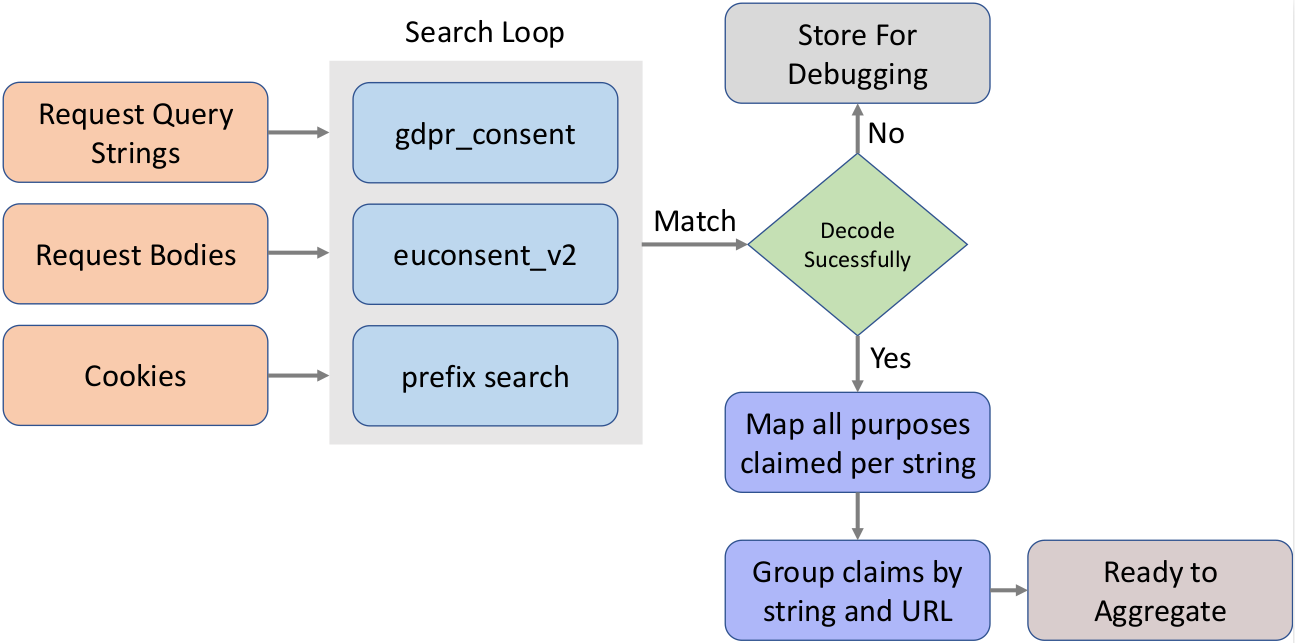 Search Loop
Request Query
Strings
Request Bodies
Cookies
gdpr_consent
euconsent_v2
prefix search
Match
Store For
Debugging
No
Decode
Sucessfully
Yes
Map all purposes
claimed per string
Group claims by
string and URL
Ready to
Aggregate